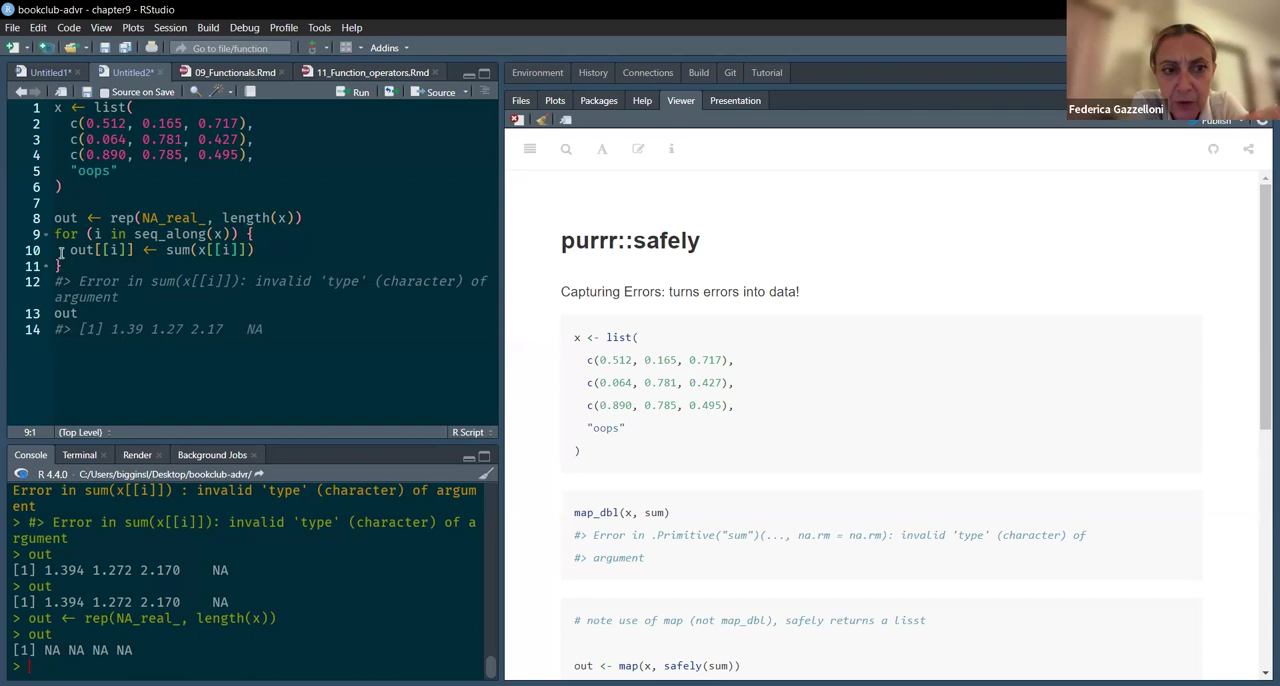 bookclub-advr - chapter9 - RStudio
File Edit Code View Plots Session Build Debug Profile Tools Help
Go to file/function Addins
Untitled1* Untitled2* 09_Functionals.Rmd 11_Function_operators.Rmd
Source on Save Run Source
1 x <- list(
2 c(0.512, 0.165, 0.717),
3 c(0.064, 0.781, 0.427),
4 c(0.890, 0.785, 0.495),
5 "oops"
6 )
7
8 out <- rep(NA_real_, length(x))
9 for (i in seq_along(x)) {
10 out[[i]] <- sum(x[[i]])
11 }
12 #> Error in sum(x[[i]]): invalid 'type' (character) of
argument
13 out
14 #> [1] 1.39 1.27 2.17 NA
9:1 (Top Level) R Script
Console Terminal Render Background Jobs
R 4.4.0 · C:/Users/bigginsl/Desktop/bookclub-advr/
Error in sum(x[[i]]) : invalid 'type' (character) of argum
ent
> #> Error in sum(x[[i]]): invalid 'type' (character) of a
rgument
> out
[1] 1.394 1.272 2.170 NA
> out
[1] 1.394 1.272 2.170 NA
> out <- rep(NA_real_, length(x))
> out
[1] NA NA NA NA
>
Environment History Connections Build Git Tutorial
Files Plots Packages Help Viewer Presentation
Publish
Federica Gazzelloni
purrr::safely
Capturing Errors: turns errors into data!
x <- list(
c(0.512, 0.165, 0.717),
c(0.064, 0.781, 0.427),
c(0.890, 0.785, 0.495),
"oops"
)
map_dbl(x, sum)
#> Error in .Primitive("sum")(..., na.rm = na.rm): invalid 'type' (character) of
#> argument
# note use of map (not map_dbl), safely returns a lisst
out <- map(x, safely(sum))